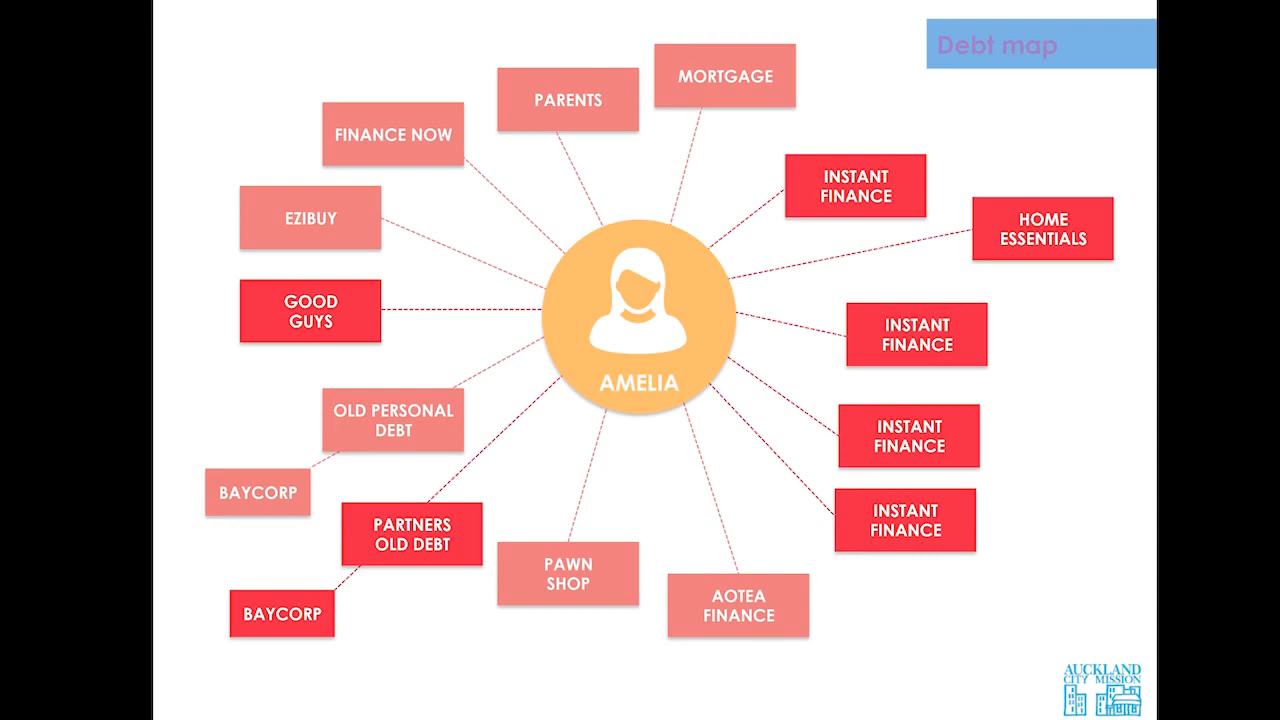 Debt map
MORTGAGE
PARENTS
FINANCE NOW
INSTANT
FINANCE
EZIBUY
HOME
ESSENTIALS
GOOD
GUYS
INSTANT
FINANCE
AMELIA
OLD PERSONAL
DEBT
INSTANT
FINANCE
BAYCORP
PARTNERS
OLD DEBT
INSTANT
FINANCE
PAWN
SHOP
AOTEA
FINANCE
BAYCORP
AUCKLAND
CITY MISSION